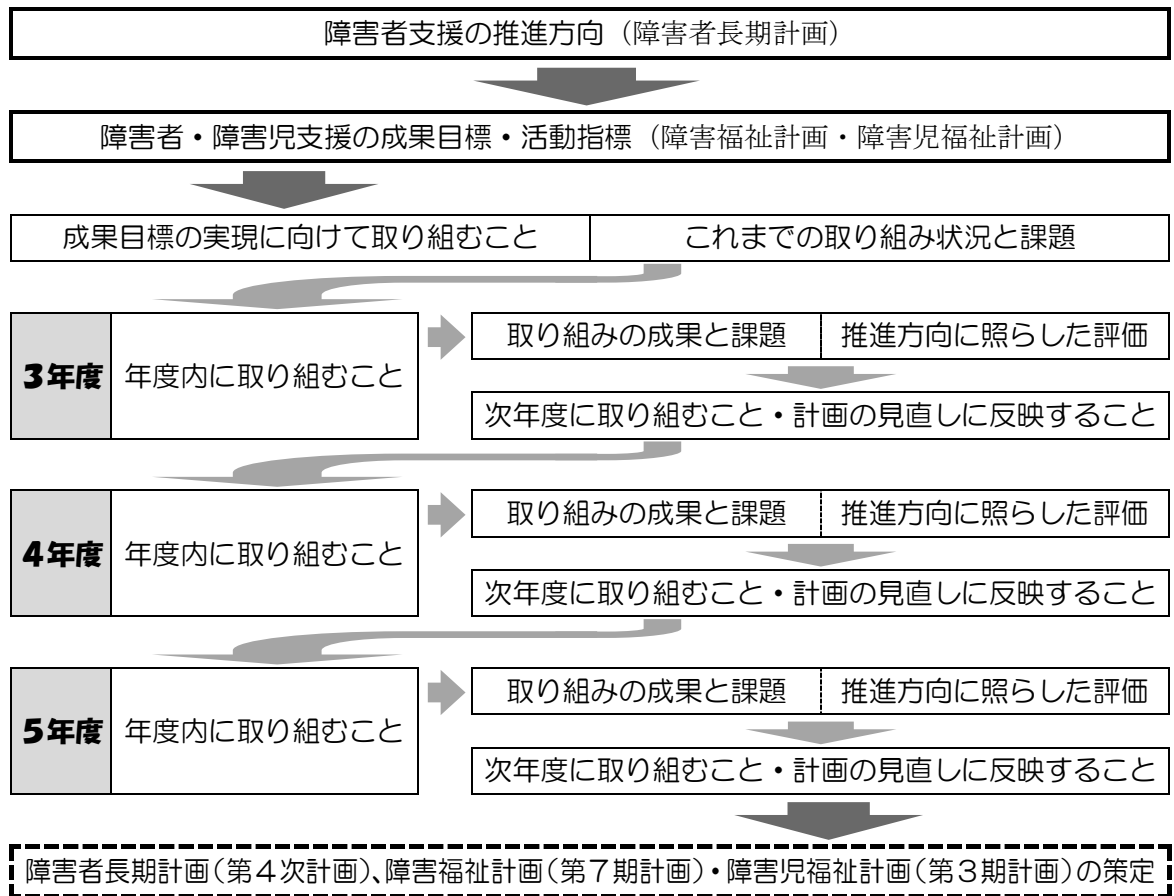 障害者支援の推進方向（障害者長期計画）
障害者・障害児支援の成果目標・活動指標（障害福祉計画・障害児福祉計画）
成果目標の実現に向けて取り組むこと
これまでの取り組み状況と課題
3年度
年度内に取り組むこと
取り組みの成果と課題
推進方向に照らした評価
次年度に取り組むこと・計画の見直しに反映すること
4年度
年度内に取り組むこと
取り組みの成果と課題
推進方向に照らした評価
次年度に取り組むこと・計画の見直しに反映すること
5年度
年度内に取り組むこと
取り組みの成果と課題
推進方向に照らした評価
次年度に取り組むこと・計画の見直しに反映すること
障害者長期計画（第４次計画）、障害福祉計画（第７期計画）・障害児福祉計画（第３期計画）の策定